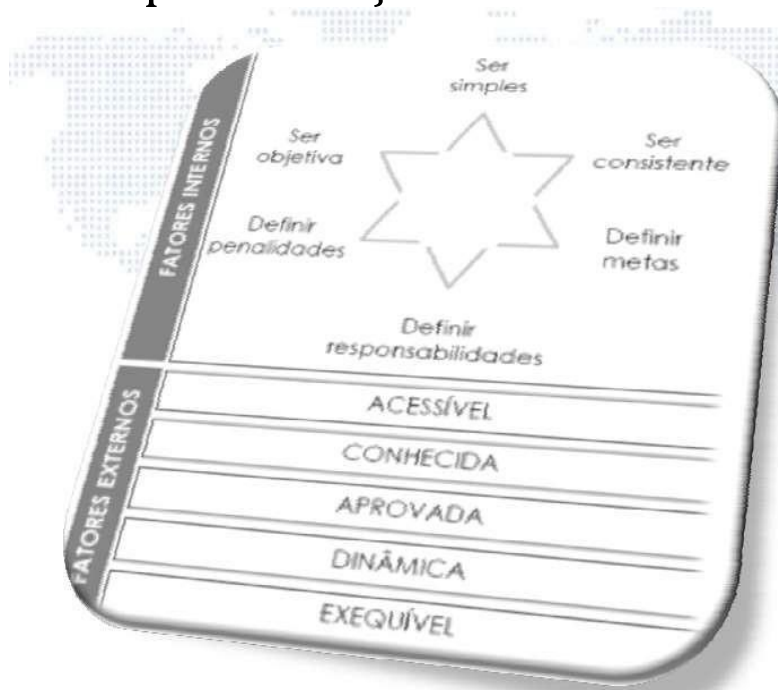 FATORES INTERNOS
Ser
simples
Ser
objetiva
Ser
consistente
Definir
penalidades
Definir
metas
Definir
responsabilidades
FATORES EXTERNOS
ACESSÍVEL
CONHECIDA
APROVADA
DINÂMICA
EXEQUÍVEL